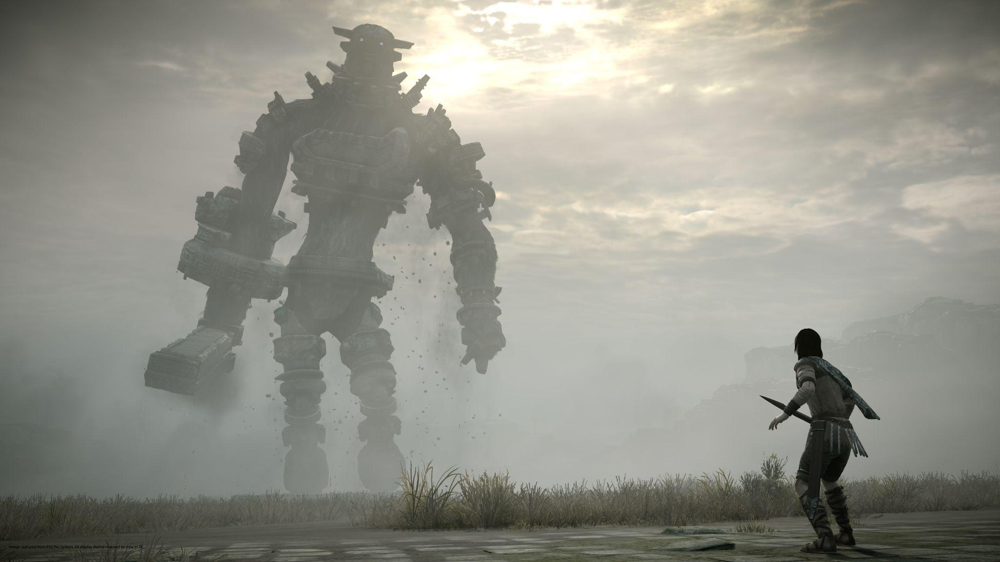 Image captured from PS4 Pro System. 4K display device required to view in 4K.